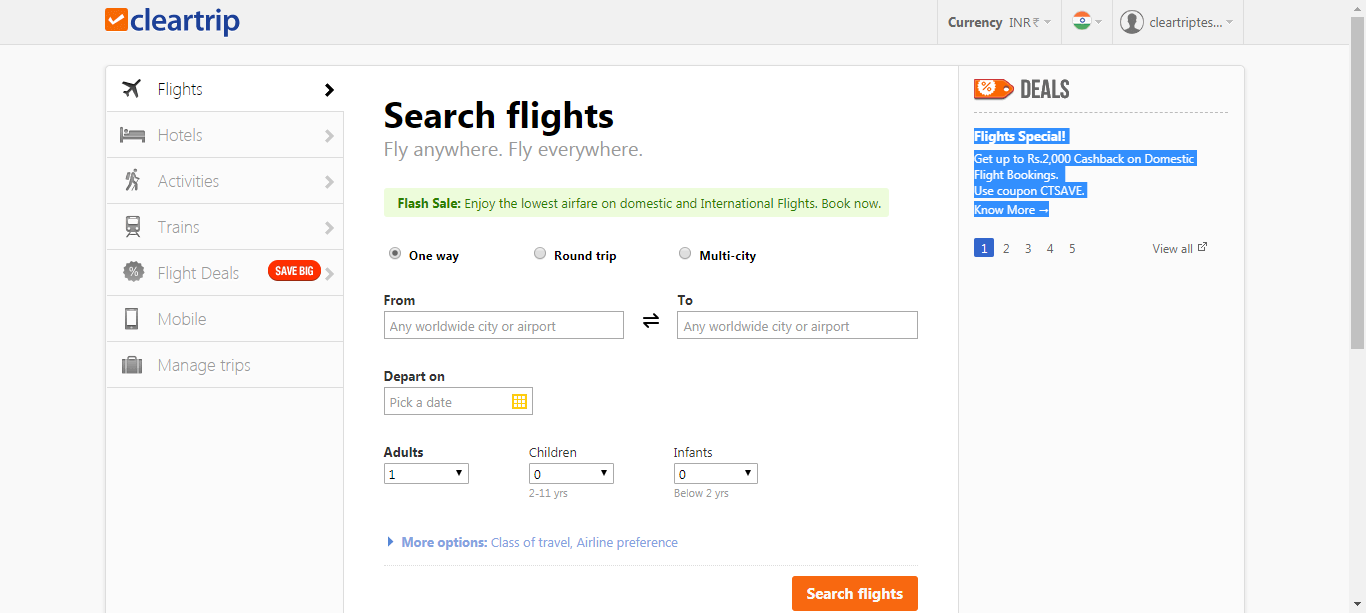 cleartrip
Currency INR ₹
cleartriptes...
Flights
Hotels
Activities
Trains
Flight Deals SAVE BIG
Mobile
Manage trips
Search flights
Fly anywhere. Fly everywhere.
Flash Sale: Enjoy the lowest airfare on domestic and International Flights. Book now.
One way Round trip Multi-city
From To
Any worldwide city or airport ⇌ Any worldwide city or airport
Depart on
Pick a date
Adults Children Infants
1 0 0
2-11 yrs Below 2 yrs
More options: Class of travel, Airline preference
Search flights
% DEALS
Flights Special!
Get up to Rs.2,000 Cashback on Domestic
Flight Bookings.
Use coupon CTSAVE.
Know More →
1 2 3 4 5 View all